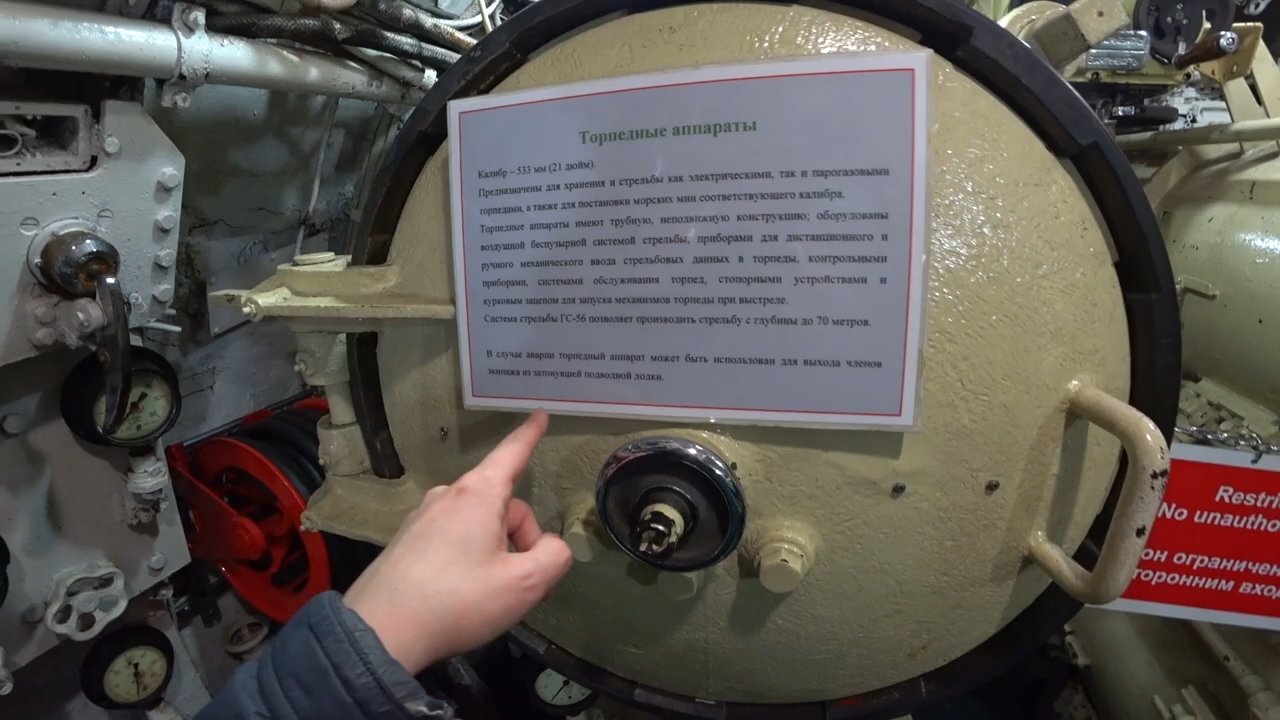 Торпедные аппараты
Калибр – 533 мм (21 дюйм).
Предназначены для хранения и стрельбы как электрическими, так и парогазовыми
торпедами, а также для постановки морских мин соответствующего калибра.
Торпедные аппараты имеют трубную, неподвижную конструкцию; оборудованы
воздушной беспузырной системой стрельбы, приборами для дистанционного и
ручного механического ввода стрельбовых данных в торпеды, контрольными
приборами, системами обслуживания торпед, стопорными устройствами и
курковым зацепом для запуска механизмов торпеды при выстреле.
Система стрельбы ГС-56 позволяет производить стрельбу с глубины до 70 метров.
В случае аварии торпедный аппарат может быть использован для выхода членов
экипажа из затонувшей подводной лодки.
Restri
No unautho
он ограничен
торонним вход